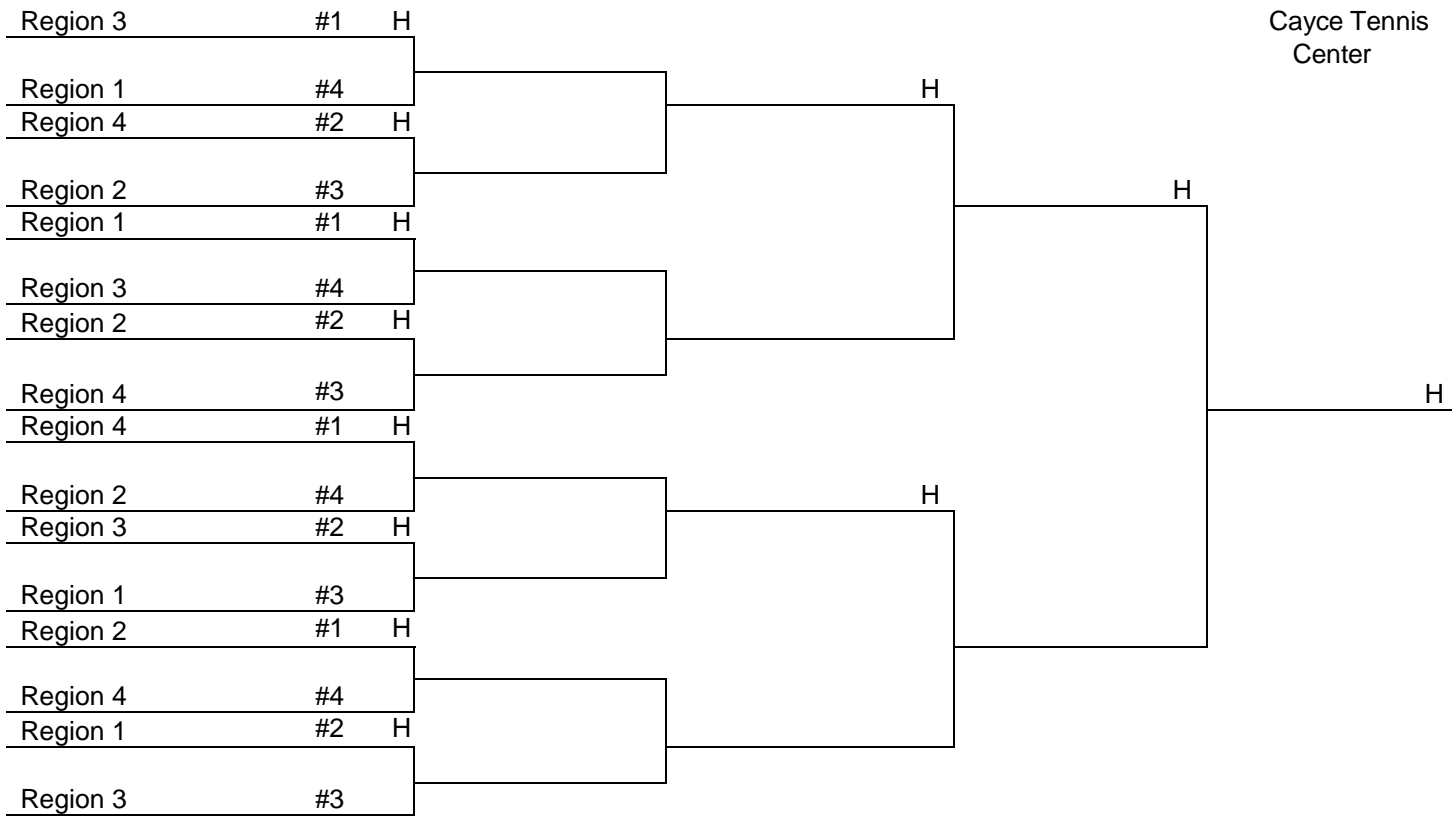 Region 3 #1 H
Cayce Tennis
Center
Region 1 #4
H
Region 4 #2 H
Region 2 #3
H
Region 1 #1 H
Region 3 #4
Region 2 #2 H
Region 4 #3
H
Region 4 #1 H
Region 2 #4
H
Region 3 #2 H
Region 1 #3
Region 2 #1 H
Region 4 #4
Region 1 #2 H
Region 3 #3